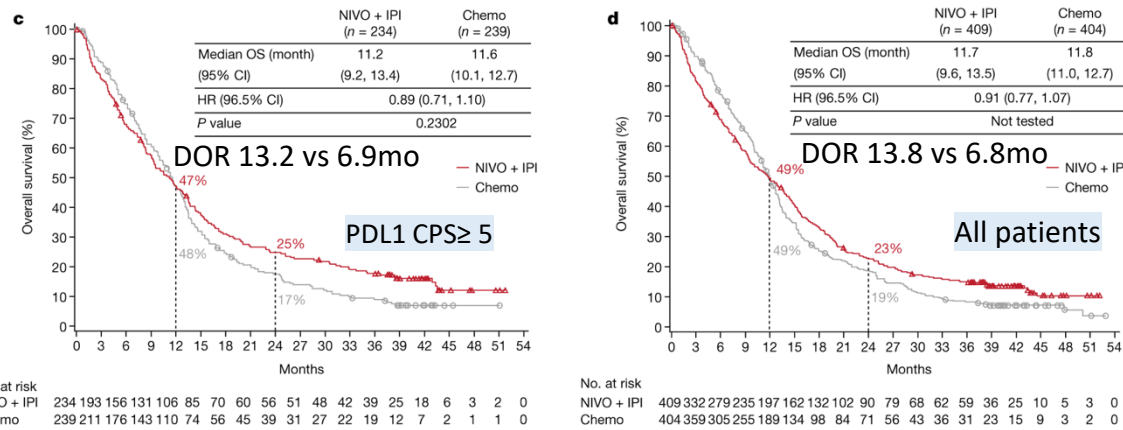 c
NIVO + IPI Chemo
(n = 234) (n = 239)
Median OS (month) 11.2 11.6
(95% CI) (9.2, 13.4) (10.1, 12.7)
HR (96.5% CI) 0.89 (0.71, 1.10)
P value 0.2302
DOR 13.2 vs 6.9mo
NIVO + IPI
Chemo
PDL1 CPS≥ 5
47%
48%
25%
17%
Overall survival (%)
100
90
80
70
60
50
40
30
20
10
0
0 3 6 9 12 15 18 21 24 27 30 33 36 39 42 45 48 51 54
Months
at risk
VO + IPI 234 193 156 131 106 85 70 60 56 51 48 42 39 25 18 6 3 2 0
emo 239 211 176 143 110 74 56 45 39 31 27 22 19 12 7 2 1 1 0
d
NIVO + IPI Chemo
(n = 409) (n = 404)
Median OS (month) 11.7 11.8
(95% CI) (9.6, 13.5) (11.0, 12.7)
HR (96.5% CI) 0.91 (0.77, 1.07)
P value Not tested
DOR 13.8 vs 6.8mo
NIVO + IPI
Chemo
All patients
49%
49%
23%
19%
Overall survival (%)
100
90
80
70
60
50
40
30
20
10
0
0 3 6 9 12 15 18 21 24 27 30 33 36 39 42 45 48 51 54
Months
No. at risk
NIVO + IPI 409 332 279 235 197 162 132 102 90 79 68 62 59 36 25 10 5 3 0
Chemo 404 359 305 255 189 134 98 84 71 56 43 36 31 23 15 9 3 2 0